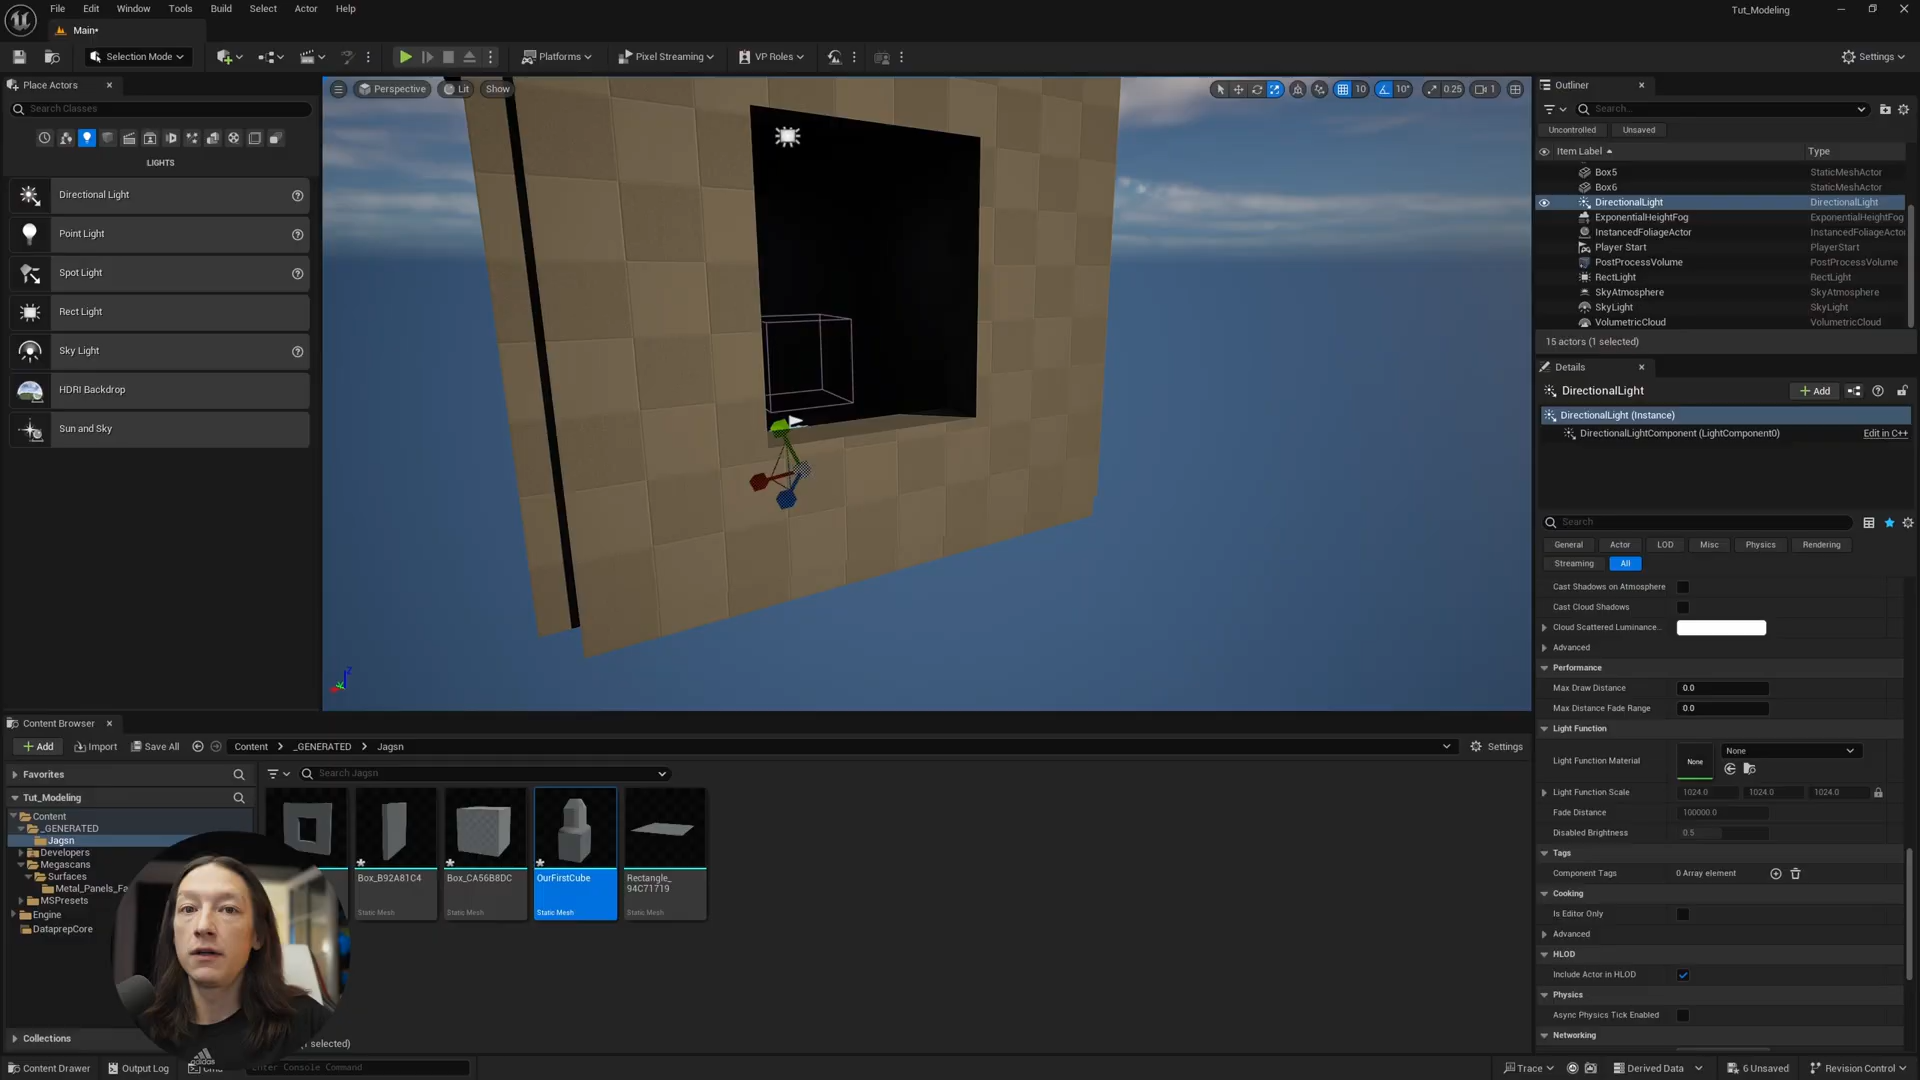 File Edit Window Tools Build Select Actor Help
Tut_Modeling
Main•
Selection Mode
Platforms
Pixel Streaming
VP Roles
Settings
Place Actors
Search Classes
LIGHTS
Directional Light
Point Light
Spot Light
Rect Light
Sky Light
HDRI Backdrop
Sun and Sky
Perspective
Lit
Show
10
10°
0.25
1
Outliner
Search...
Uncontrolled
Unsaved
Item Label
Type
Box5 StaticMeshActor
Box6 StaticMeshActor
DirectionalLight DirectionalLight
ExponentialHeightFog ExponentialHeightFog
InstancedFoliageActor InstancedFoliageActo
Player Start PlayerStart
PostProcessVolume PostProcessVolume
RectLight RectLight
SkyAtmosphere SkyAtmosphere
SkyLight SkyLight
VolumetricCloud VolumetricCloud
15 actors (1 selected)
Details
DirectionalLight
Add
DirectionalLight (Instance)
DirectionalLightComponent (LightComponent0)
Edit in C++
Search
General Actor LOD Misc Physics Rendering
Streaming All
Cast Shadows on Atmosphere
Cast Cloud Shadows
Cloud Scattered Luminance...
Advanced
Performance
Max Draw Distance 0.0
Max Distance Fade Range 0.0
Light Function
Light Function Material None None
Light Function Scale 1024.0 1024.0 1024.0
Fade Distance 100000.0
Disabled Brightness 0.5
Tags
Component Tags 0 Array element
Cooking
Is Editor Only
Advanced
HLOD
Include Actor in HLOD
Physics
Async Physics Tick Enabled
Networking
Content Browser
Add
Import
Save All
Content
_GENERATED
Jagsn
Settings
Favorites
Search Jagsn
Tut_Modeling
Content
_GENERATED
Jagsn
Developers
Megascans
Surfaces
Metal_Panels_Fa
MSPresets
Engine
DataprepCore
Collections
Box_B92A81C4
Static Mesh
Box_CA56B8DC
Static Mesh
OurFirstCube
Static Mesh
Rectangle_
94C71719
Static Mesh
selected)
adidas
Content Drawer
Output Log
Enter Console Command
Trace
Derived Data
6 Unsaved
Revision Control